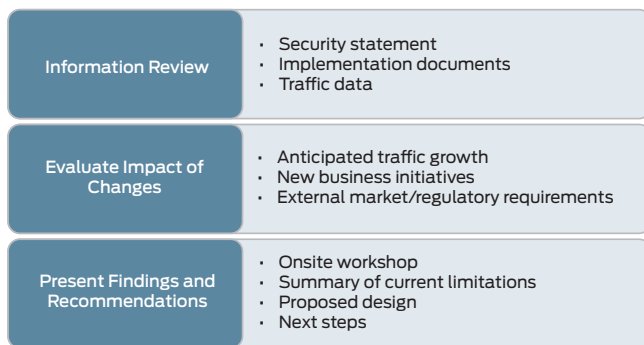 Information Review
· Security statement
· Implementation documents
· Traffic data
Evaluate Impact of
Changes
· Anticipated traffic growth
· New business initiatives
· External market/regulatory requirements
Present Findings and
Recommendations
· Onsite workshop
· Summary of current limitations
· Proposed design
· Next steps